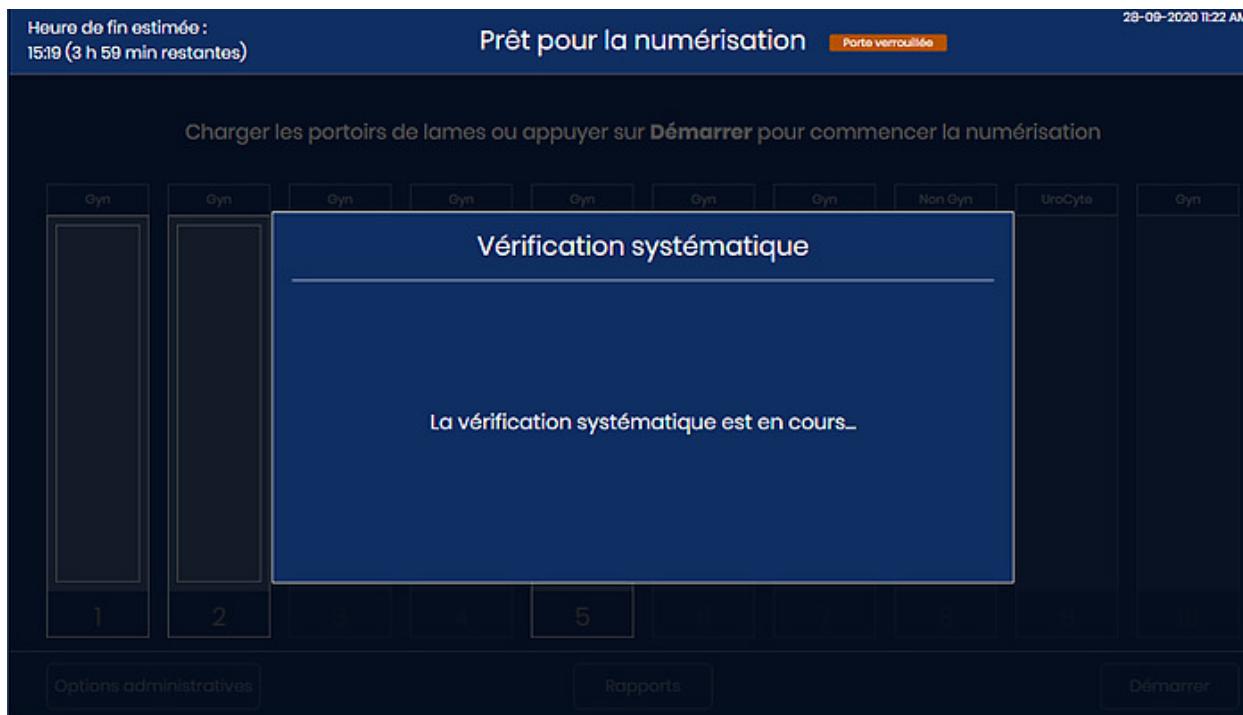 Heure de fin estimée :
15:19 (3 h 59 min restantes)
Prêt pour la numérisation
Porte verrouillée
28-09-2020 11:22 AM
Charger les portoirs de lames ou appuyer sur Démarrer pour commencer la numérisation
Gyn Gyn Gyn Gyn Gyn Gyn Gyn Non Gyn UroCyte Gyn
Vérification systématique
La vérification systématique est en cours...
1 2 3 4 5 6 7 8 9 10
Options administratives
Rapports
Démarrer